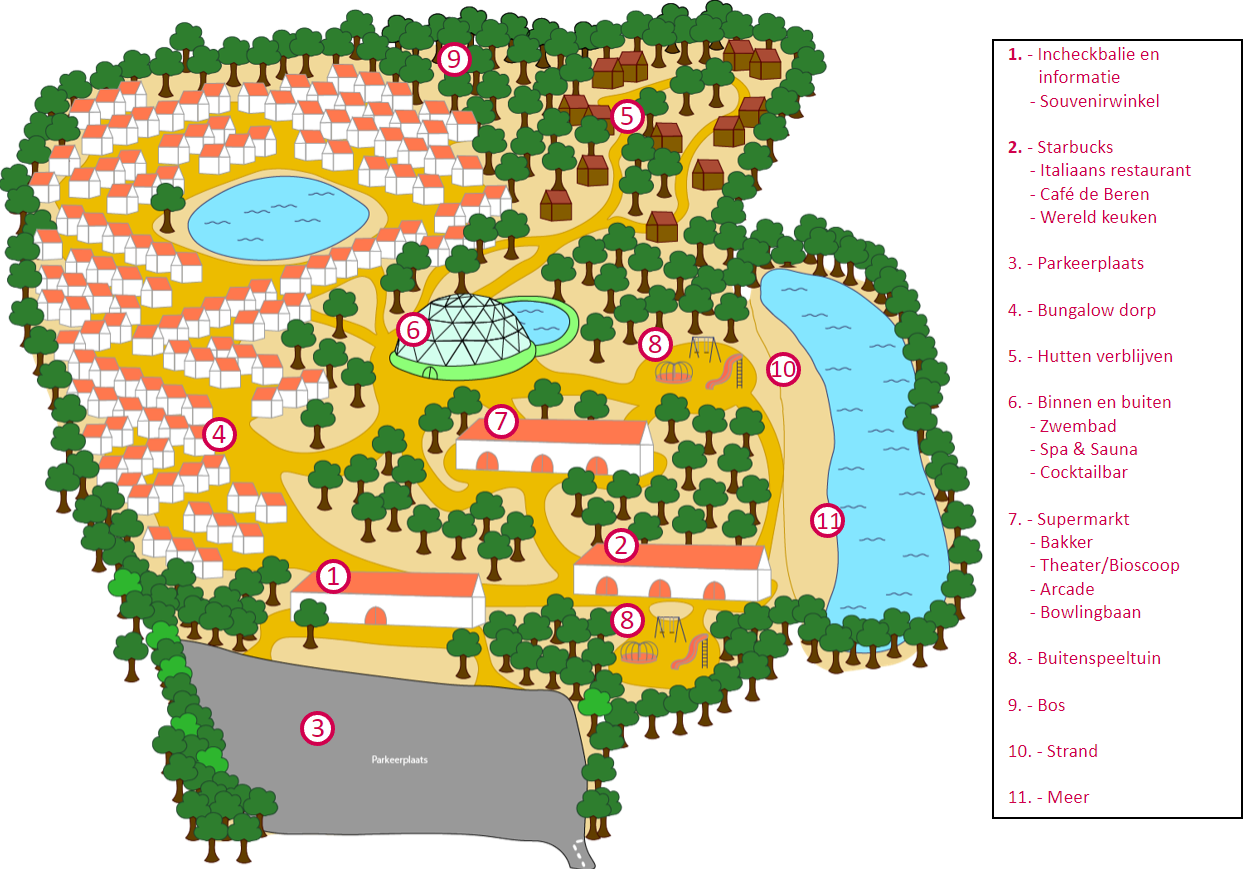 9
5
6
8
10
7
4
11
2
1
8
3
Parkeerplaats
1. - Incheckbalie en
informatie
- Souvenirwinkel
2. - Starbucks
- Italiaans restaurant
- Café de Beren
- Wereld keuken
3. - Parkeerplaats
4. - Bungalow dorp
5. - Hutten verblijven
6. - Binnen en buiten
- Zwembad
- Spa & Sauna
- Cocktailbar
7. - Supermarkt
- Bakker
- Theater/Bioscoop
- Arcade
- Bowlingbaan
8. - Buitenspeeltuin
9. - Bos
10. - Strand
11. - Meer